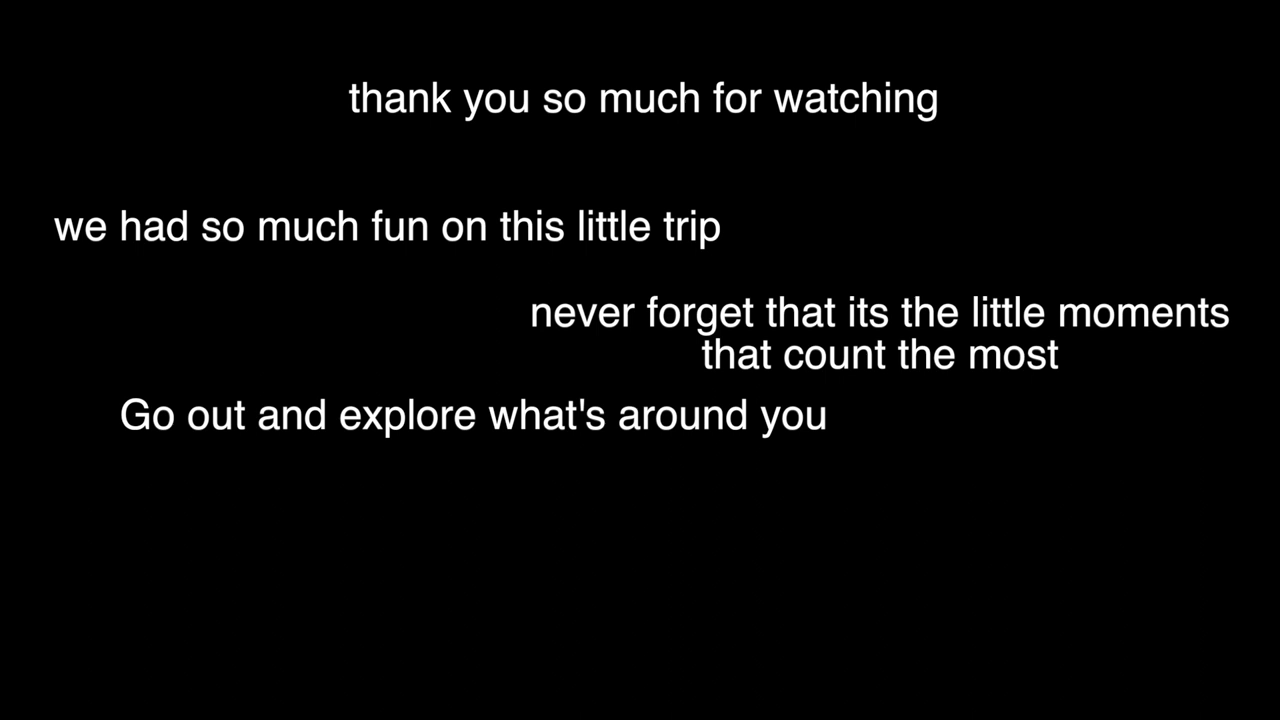 thank you so much for watching
we had so much fun on this little trip
never forget that its the little moments
that count the most
Go out and explore what's around you